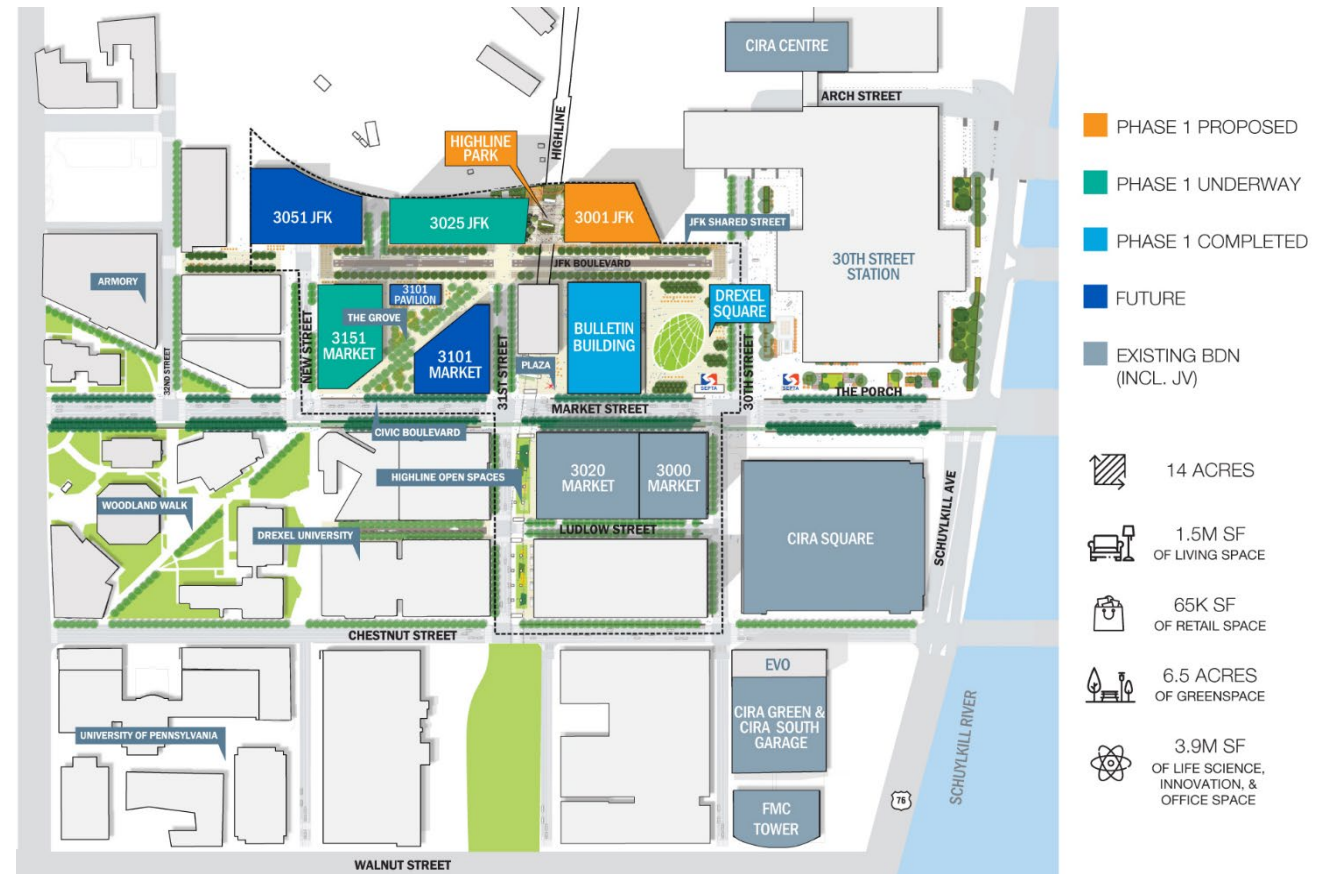 CIRA CENTRE
ARCH STREET
HIGHLINE
HIGHLINE
PARK
3051 JFK
3025 JFK
3001 JFK
JFK SHARED STREET
JFK BOULEVARD
30TH STREET
STATION
ARMORY
32ND STREET
NEW STREET
3101
PAVILION
THE GROVE
3151
MARKET
3101
MARKET
31ST STREET
PLAZA
BULLETIN
BUILDING
DREXEL
SQUARE
SEPTA
30TH STREET
SEPTA
THE PORCH
MARKET STREET
CIVIC BOULEVARD
HIGHLINE OPEN SPACES
3020
MARKET
3000
MARKET
WOODLAND WALK
DREXEL UNIVERSITY
LUDLOW STREET
CIRA SQUARE
SCHUYLKILL AVE
CHESTNUT STREET
EVO
CIRA GREEN &
CIRA SOUTH
GARAGE
UNIVERSITY OF PENNSYLVANIA
FMC
TOWER
76
SCHUYLKILL RIVER
WALNUT STREET
PHASE 1 PROPOSED
PHASE 1 UNDERWAY
PHASE 1 COMPLETED
FUTURE
EXISTING BDN
(INCL. JV)
14 ACRES
1.5M SF
OF LIVING SPACE
65K SF
OF RETAIL SPACE
6.5 ACRES
OF GREENSPACE
3.9M SF
OF LIFE SCIENCE,
INNOVATION, &
OFFICE SPACE